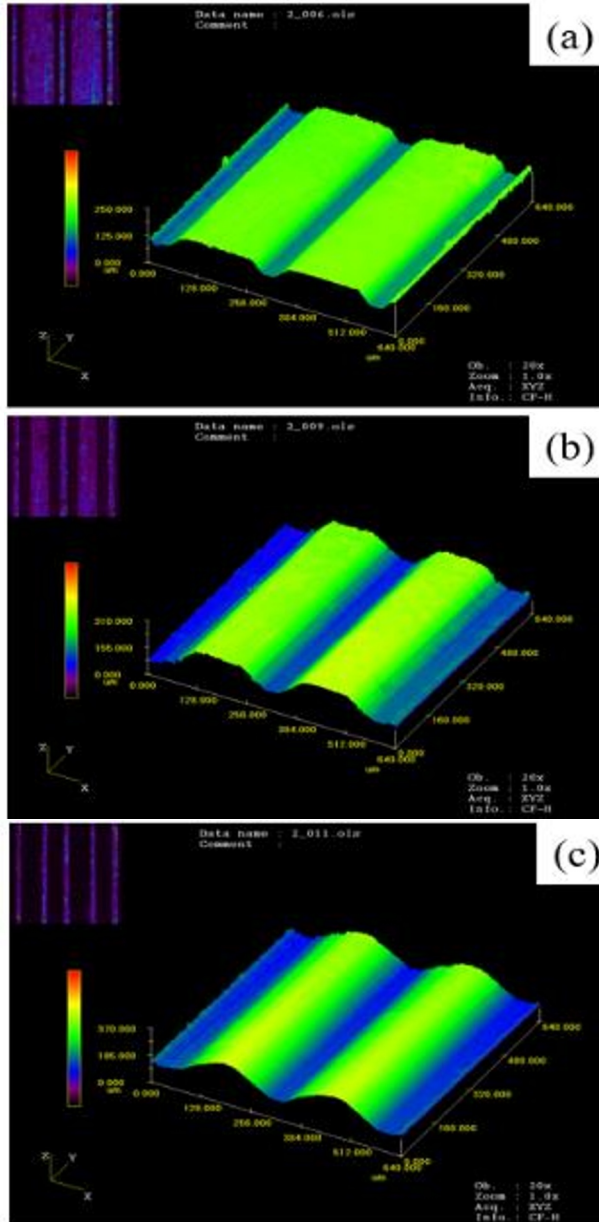 Data name : 2_006.ols
Comment :
(a)
250.000
125.000
0.000
um
0.000
128.000
256.000
384.000
512.000
640.000
um
0.000
160.000
320.000
480.000
640.000
Z
Y
X
Ob. : 20x
Zoom : 1.0x
Acq. : XYZ
Info.: CF-H
Data name : 2_009.ols
Comment :
(b)
310.000
155.000
0.000
um
0.000
128.000
256.000
384.000
512.000
640.000
um
0.000
160.000
320.000
480.000
640.000
Z
Y
X
Ob. : 20x
Zoom : 1.0x
Acq. : XYZ
Info.: CF-H
Data name : 2_011.ols
Comment :
(c)
370.000
185.000
0.000
um
0.000
128.000
256.000
384.000
512.000
640.000
um
0.000
160.000
320.000
480.000
640.000
Z
Y
X
Ob. : 20x
Zoom : 1.0x
Acq. : XYZ
Info.: CF-H